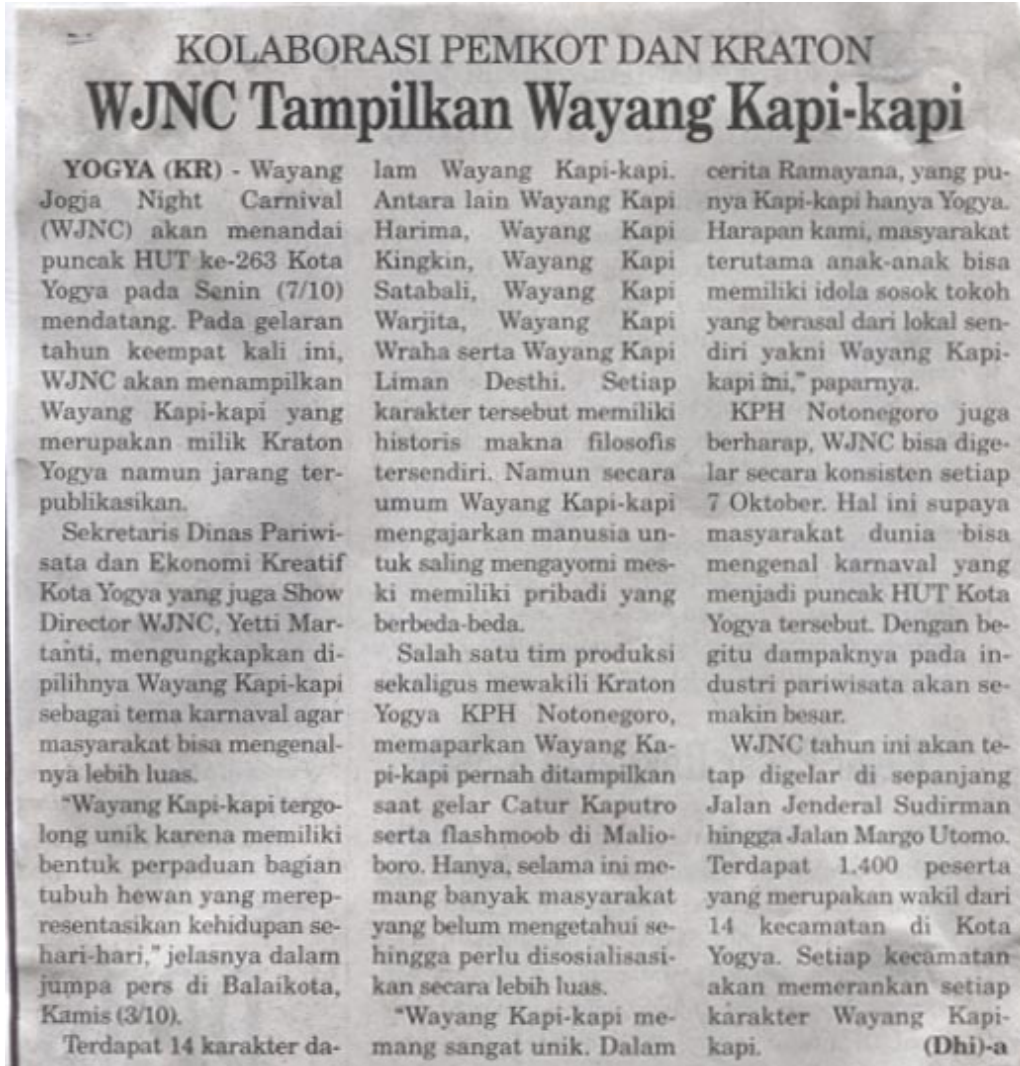 KOLABORASI PEMKOT DAN KRATON
WJNC Tampilkan Wayang Kapi-kapi
YOGYA (KR) - Wayang
Jogja Night Carnival
(WJNC) akan menandai
puncak HUT ke-263 Kota
Yogya pada Senin (7/10)
mendatang. Pada gelaran
tahun keempat kali ini,
WJNC akan menampilkan
Wayang Kapi-kapi yang
merupakan milik Kraton
Yogya namun jarang ter-
publikasikan.
Sekretaris Dinas Pariwi-
sata dan Ekonomi Kreatif
Kota Yogya yang juga Show
Director WJNC, Yetti Mar-
tanti, mengungkapkan di-
pilihnya Wayang Kapi-kapi
sebagai tema karnaval agar
masyarakat bisa mengenal-
nya lebih luas.
"Wayang Kapi-kapi tergo-
long unik karena memiliki
bentuk perpaduan bagian
tubuh hewan yang merep-
resentasikan kehidupan se-
hari-hari," jelasnya dalam
jumpa pers di Balaikota,
Kamis (3/10).
Terdapat 14 karakter da-
lam Wayang Kapi-kapi.
Antara lain Wayang Kapi
Harima, Wayang Kapi
Kingkin, Wayang Kapi
Satabali, Wayang Kapi
Warjita, Wayang Kapi
Wraha serta Wayang Kapi
Liman Desthi. Setiap
karakter tersebut memiliki
historis makna filosofis
tersendiri. Namun secara
umum Wayang Kapi-kapi
mengajarkan manusia un-
tuk saling mengayomi mes-
ki memiliki pribadi yang
berbeda-beda.
Salah satu tim produksi
sekaligus mewakili Kraton
Yogya KPH Notonegoro,
memaparkan Wayang Ka-
pi-kapi pernah ditampilkan
saat gelar Catur Kaputro
serta flashmoob di Malio-
boro. Hanya, selama ini me-
mang banyak masyarakat
yang belum mengetahui se-
hingga perlu disosialisasi-
kan secara lebih luas.
"Wayang Kapi-kapi me-
mang sangat unik. Dalam
cerita Ramayana, yang pu-
nya Kapi-kapi hanya Yogya.
Harapan kami, masyarakat
terutama anak-anak bisa
memiliki idola sosok tokoh
yang berasal dari lokal sen-
diri yakni Wayang Kapi-
kapi ini," paparnya.
KPH Notonegoro juga
berharap, WJNC bisa dige-
lar secara konsisten setiap
7 Oktober. Hal ini supaya
masyarakat dunia bisa
mengenal karnaval yang
menjadi puncak HUT Kota
Yogya tersebut. Dengan be-
gitu dampaknya pada in-
dustri pariwisata akan se-
makin besar.
WJNC tahun ini akan te-
tap digelar di sepanjang
Jalan Jenderal Sudirman
hingga Jalan Margo Utomo.
Terdapat 1.400 peserta
yang merupakan wakil dari
14 kecamatan di Kota
Yogya. Setiap kecamatan
akan memerankan setiap
karakter Wayang Kapi-
kapi. (Dhi)-a